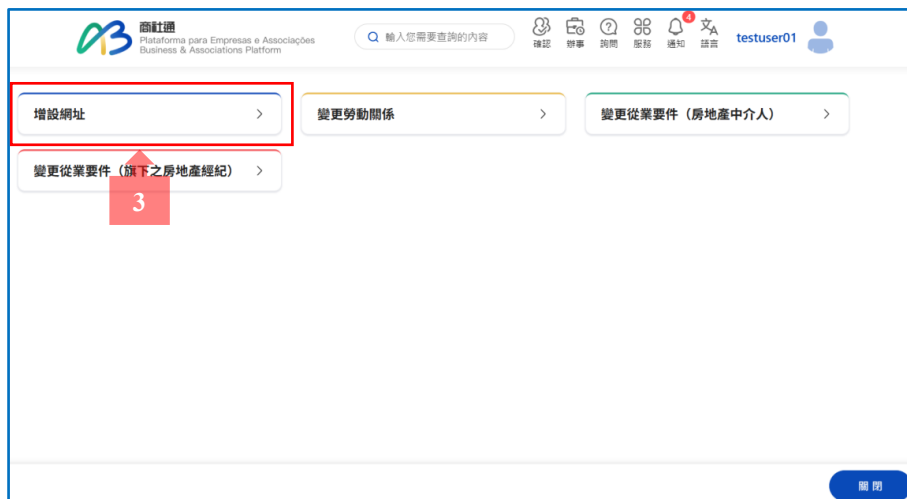 商社通
Plataforma para Empresas e Associações
Business & Associations Platform
輸入您需要查詢的內容
確認 辦事 詢問 服務 通知 語言
4
testuser01
增設網址
變更勞動關係
變更從業要件（房地產中介人）
變更從業要件（旗下之房地產經紀）
3
關閉